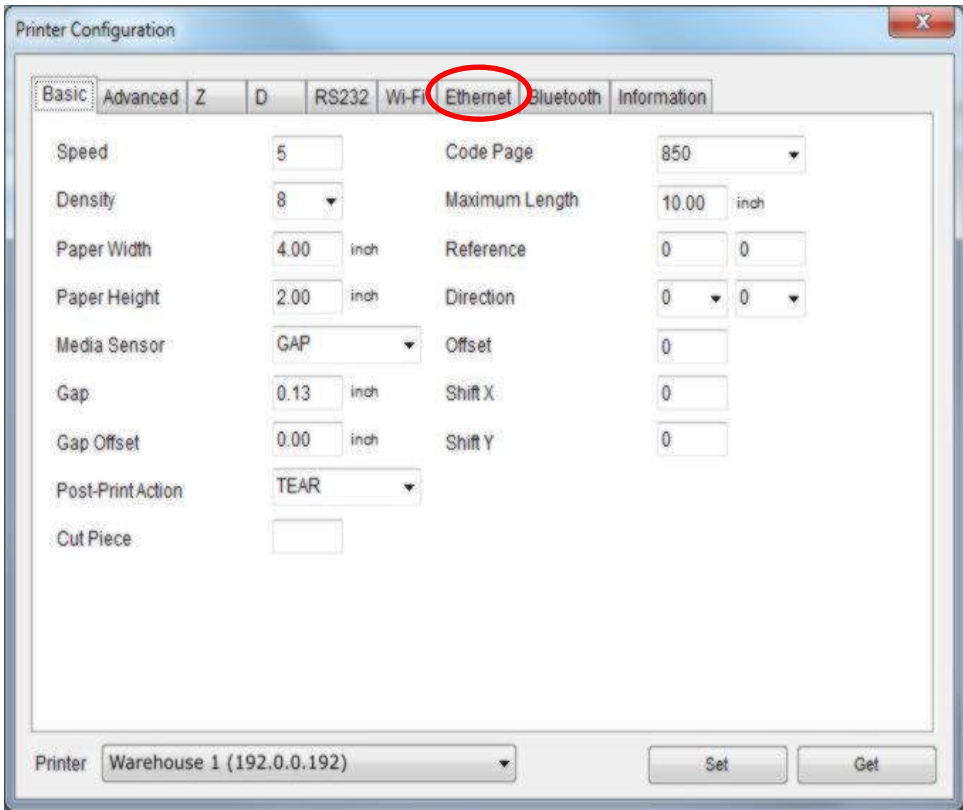 Printer Configuration
X
Basic Advanced Z D RS232 Wi-Fi Ethernet Bluetooth Information
Speed 5 Code Page 850
Density 8 Maximum Length 10.00 inch
Paper Width 4.00 inch Reference 0 0
Paper Height 2.00 inch Direction 0 0
Media Sensor GAP Offset 0
Gap 0.13 inch Shift X 0
Gap Offset 0.00 inch Shift Y 0
Post-Print Action TEAR
Cut Piece
Printer Warehouse 1 (192.0.0.192) Set Get